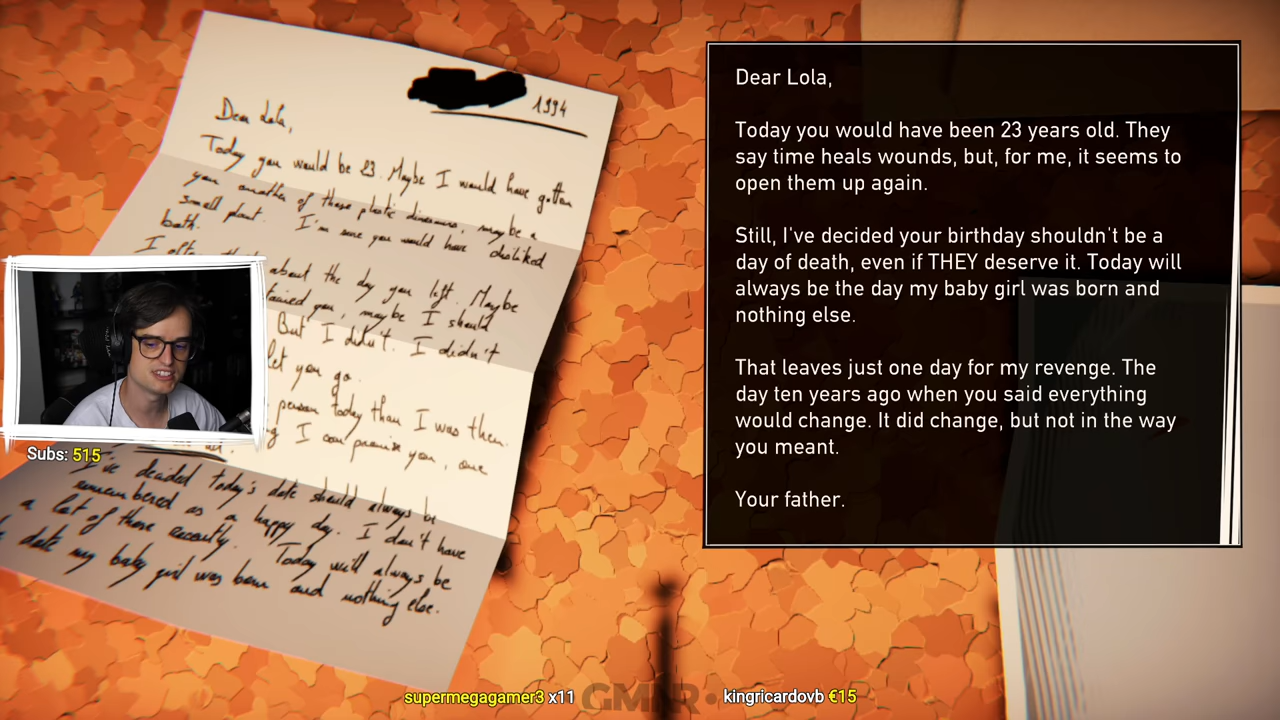 1994
Dear Lola,
Today you would be 23. Maybe I would have gotten
you another of those plastic dinosaurs, maybe a
small plant. I'm sure you would have disliked
both.
I often
about the day you left. Maybe
you, maybe I should
But I didn't. I didn't
let you go.
person today than I was then.
I can promise you, one
I've decided today's date should always be
remembered as a happy day. I don't have
a lot of those recently. Today will always be
date my baby girl was born and nothing else.
Dear Lola,
Today you would have been 23 years old. They
say time heals wounds, but, for me, it seems to
open them up again.
Still, I've decided your birthday shouldn't be a
day of death, even if THEY deserve it. Today will
always be the day my baby girl was born and
nothing else.
That leaves just one day for my revenge. The
day ten years ago when you said everything
would change. It did change, but not in the way
you meant.
Your father.
Subs: 515
supermegagamer3 x11
kingricardovb €15